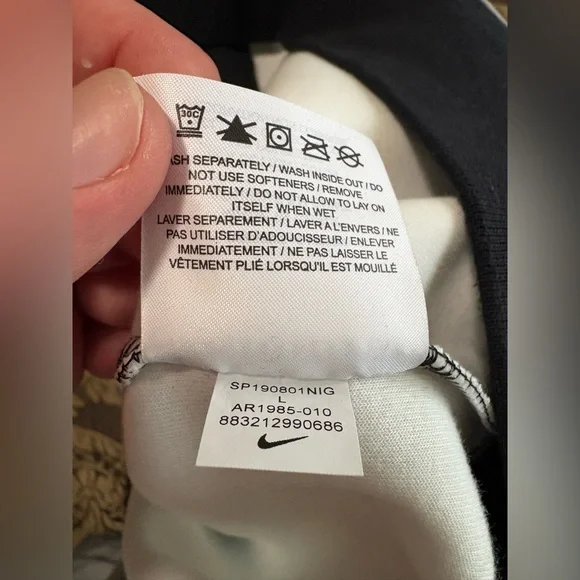 30C
ASH SEPARATELY / WASH INSIDE OUT / DO
NOT USE SOFTENERS / REMOVE
IMMEDIATELY / DO NOT ALLOW TO LAY ON
ITSELF WHEN WET
LAVER SEPAREMENT / LAVER A L'ENVERS / NE
PAS UTILISER D'ADOUCISSEUR / ENLEVER
IMMEDIATEMENT / NE PAS LAISSER LE
VÊTEMENT PLIÉ LORSQU'IL EST MOUILLÉ
SP190801NIG
L
AR1985-010
883212990686